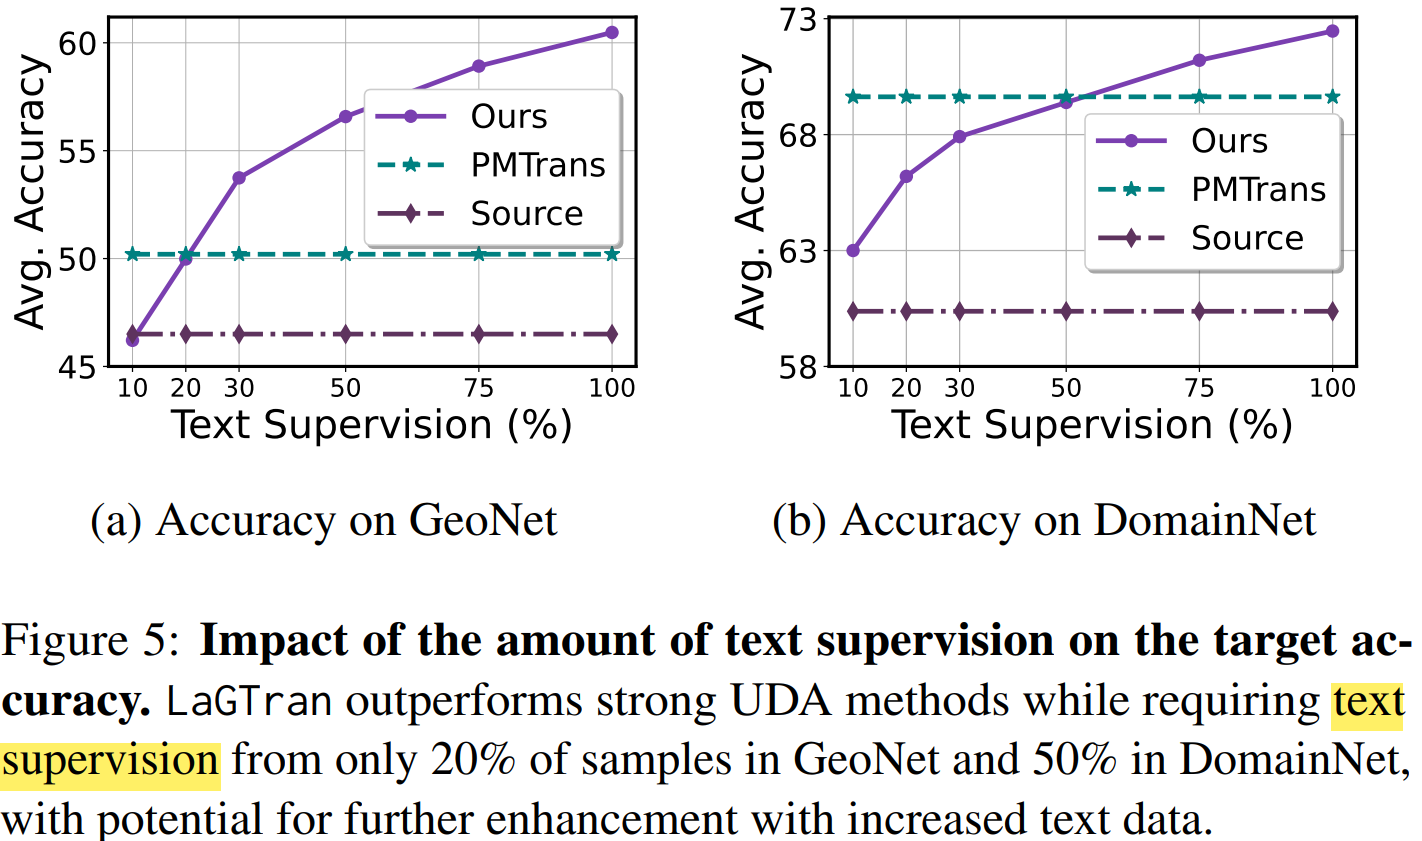 60
55
50
45
Avg. Accuracy
Ours
PMTrans
Source
10 20 30 50 75 100
Text Supervision (%)
(a) Accuracy on GeoNet
73
68
63
58
Avg. Accuracy
Ours
PMTrans
Source
10 20 30 50 75 100
Text Supervision (%)
(b) Accuracy on DomainNet
Figure 5: Impact of the amount of text supervision on the target ac-
curacy. LaGTran outperforms strong UDA methods while requiring text
supervision from only 20% of samples in GeoNet and 50% in DomainNet,
with potential for further enhancement with increased text data.